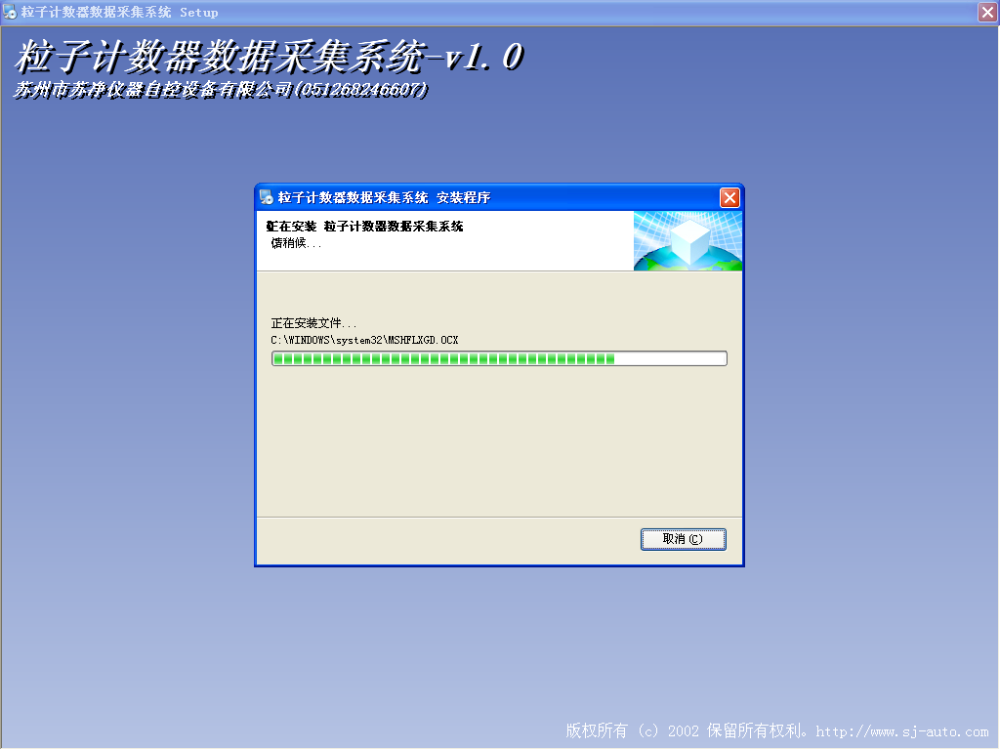 粒子计数器数据采集系统 Setup
粒子计数器数据采集系统-v1.0
苏州市苏净仪器自控设备有限公司(051268246607)
粒子计数器数据采集系统 安装程序
正在安装 粒子计数器数据采集系统
请稍候...
正在安装文件...
C:\WINDOWS\system32\MSHFLXGD.OCX
取消(C)
版权所有 (c) 2002 保留所有权利。http://www.sj-auto.com